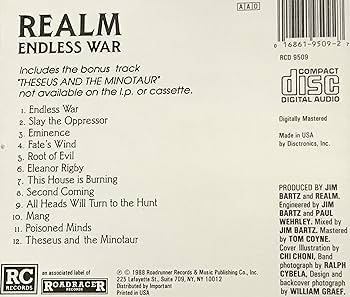 REALM
ENDLESS WAR
AAD
0 16861-9509-2 7
RCD 9509
Includes the bonus track
"THESEUS AND THE MINOTAUR"
not available on the l.p. or cassette.
COMPACT
disc
DIGITAL AUDIO
Digitally Mastered
Made in USA
by Disctronics, Inc.
1. Endless War
2. Slay the Oppressor
3. Eminence
4. Fate's Wind
5. Root of Evil
6. Eleanor Rigby
7. This House is Burning
8. Second Coming
9. All Heads Will Turn to the Hunt
10. Mang
11. Poisoned Minds
12. Theseus and the Minotaur
PRODUCED BY JIM
BARTZ and REALM.
Engineered by JIM
BARTZ and PAUL
WEHRLEY. Mixed by
JIM BARTZ. Mastered
by TOM COYNE.
Cover Illustration
by CHI CHONI, Band
photograph by RALPH
CYBELA, Design and
backcover photograph
by WILLIAM GRAEF.
RC
RECORDS
an associated label of
ROADRACER
RECORDS
℗ © 1988 Roadrunner Records & Music Publishing Co., Inc.
225 Lafayette St., Suite 709, NY, NY 10012
Distributed by Important
Printed in USA